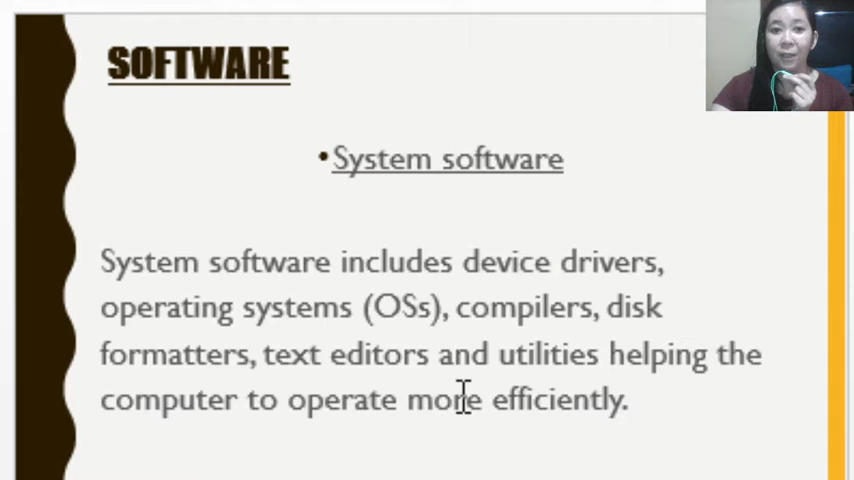 SOFTWARE
•System software
System software includes device drivers,
operating systems (OSs), compilers, disk
formatters, text editors and utilities helping the
computer to operate more efficiently.